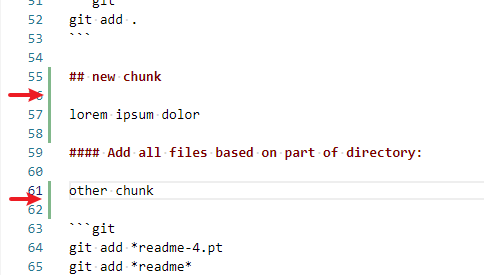 51 ```git
52 git add .
53 ```
54
55 ## new chunk
56
57 lorem ipsum dolor
58
59 #### Add all files based on part of directory:
60
61 other chunk
62
63 ```git
64 git add *readme-4.pt
65 git add *readme*